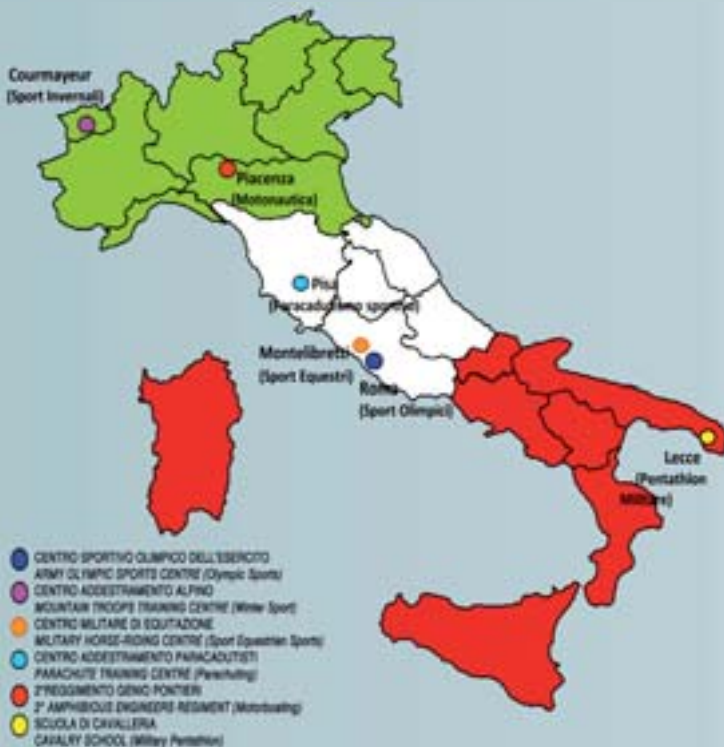 Courmayeur
(Sport Invernali)
Piacenza
(Motonautica)
Pisa
(Paracadutismo sportivo)
Montelibretti
(Sport Equestri)
Roma
(Sport Olimpici)
Lecce
(Pentathlon
Militare)
CENTRO SPORTIVO OLIMPICO DELL'ESERCITO
ARMY OLYMPIC SPORTS CENTRE (Olympic Sports)
CENTRO ADDESTRAMENTO ALPINO
MOUNTAIN TROOPS TRAINING CENTRE (Winter Sport)
CENTRO MILITARE DI EQUITAZIONE
MILITARY HORSE-RIDING CENTRE (Sport Equestrian Sports)
CENTRO ADDESTRAMENTO PARACADUTISTI
PARACHUTE TRAINING CENTRE (Parachuting)
2°REGGIMENTO GENIO PONTIERI
2° AMPHIBIOUS ENGINEERS REGIMENT (Motorboating)
SCUOLA DI CAVALLERIA
CAVALRY SCHOOL (Military Pentathlon)